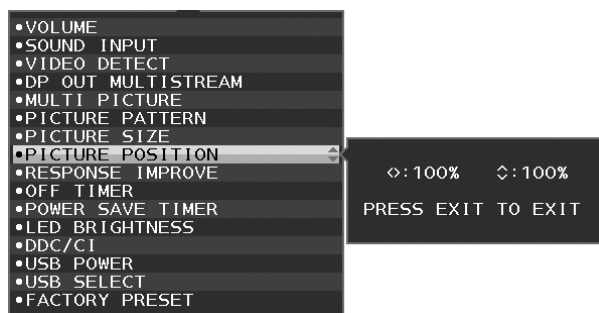 •VOLUME
•SOUND INPUT
•VIDEO DETECT
•DP OUT MULTISTREAM
•MULTI PICTURE
•PICTURE PATTERN
•PICTURE SIZE
•PICTURE POSITION
•RESPONSE IMPROVE
•OFF TIMER
•POWER SAVE TIMER
•LED BRIGHTNESS
•DDC/CI
•USB POWER
•USB SELECT
•FACTORY PRESET
:100% :100%
PRESS EXIT TO EXIT